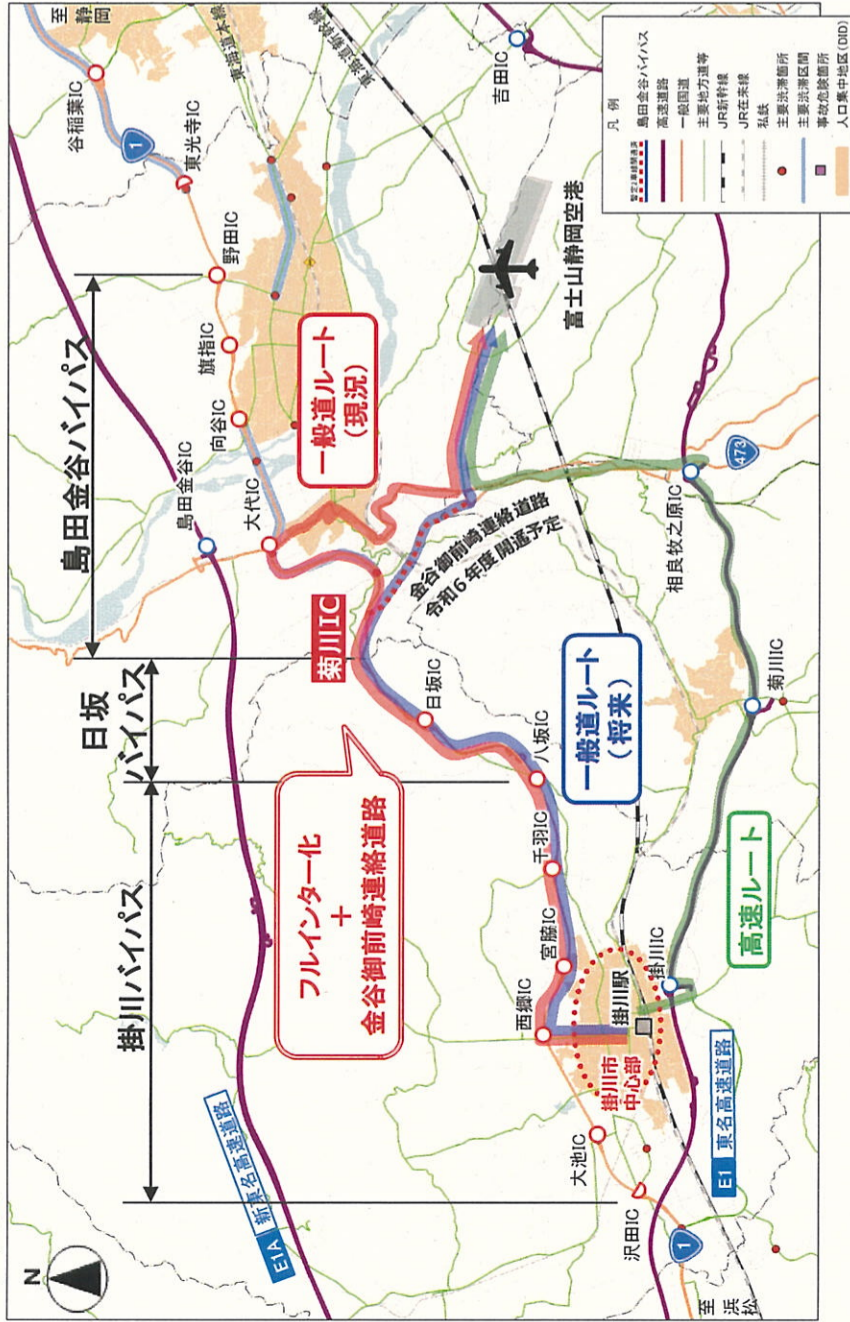 N
至
静
岡
谷稲葉IC
1
東光寺IC
野田IC
旗指IC
向谷IC
島田金谷IC
大代IC
島田金谷バイパス
日坂
バイパス
掛川バイパス
東海道本線
東海道新幹線
吉田IC
一般道ルート
(現況)
富士山静岡空港
菊川IC
金谷御前崎連絡道路
令和6年度開通予定
473
相良牧之原IC
日坂IC
八坂IC
千羽IC
宮脇IC
西郷IC
フルインター化
+
金谷御前崎連絡道路
一般道ルート
(将来)
菊川IC
高速ルート
掛川IC
掛川駅
掛川市
中心部
大池IC
沢田IC
E1A 新東名高速道路
E1 東名高速道路
1
至
浜
松
凡 例
島田金谷バイパス
高速道路
一般国道
主要地方道等
JR新幹線
JR在来線
私鉄
主要渋滞箇所
主要渋滞区間
事故危険箇所
人口集中地区(DID)